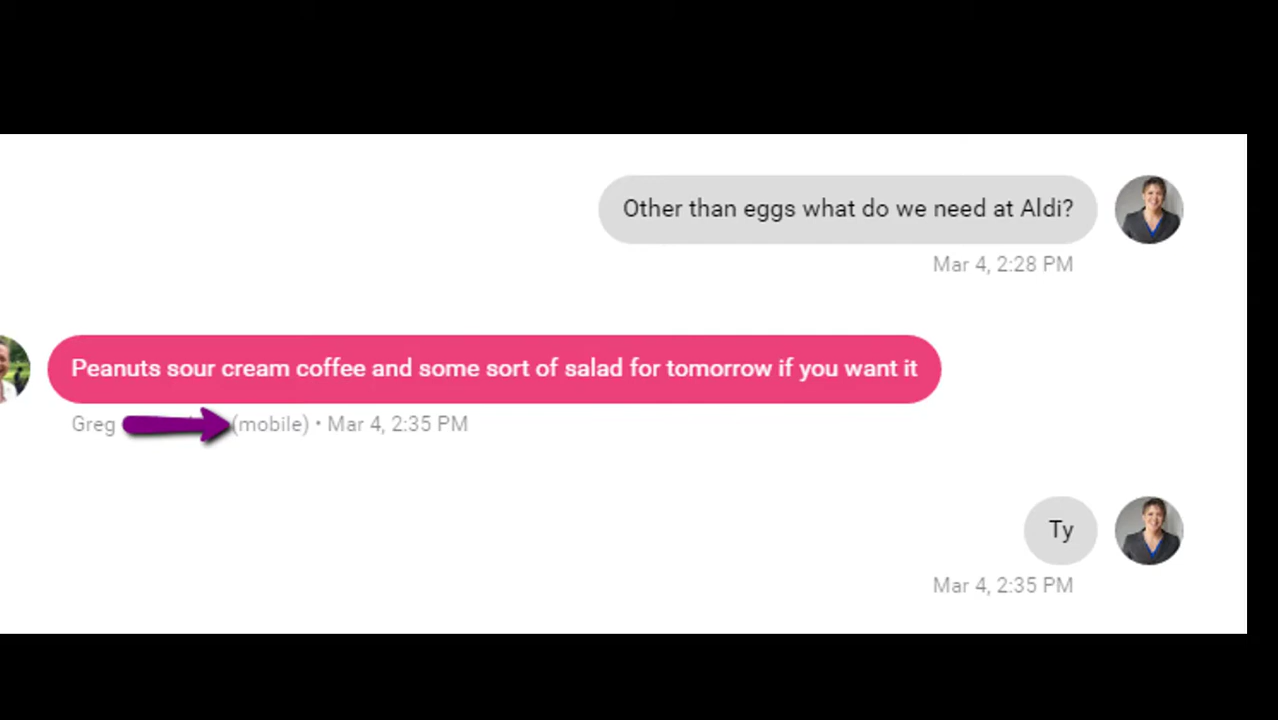 Other than eggs what do we need at Aldi?
Mar 4, 2:28 PM
Peanuts sour cream coffee and some sort of salad for tomorrow if you want it
Greg (mobile) • Mar 4, 2:35 PM
Ty
Mar 4, 2:35 PM